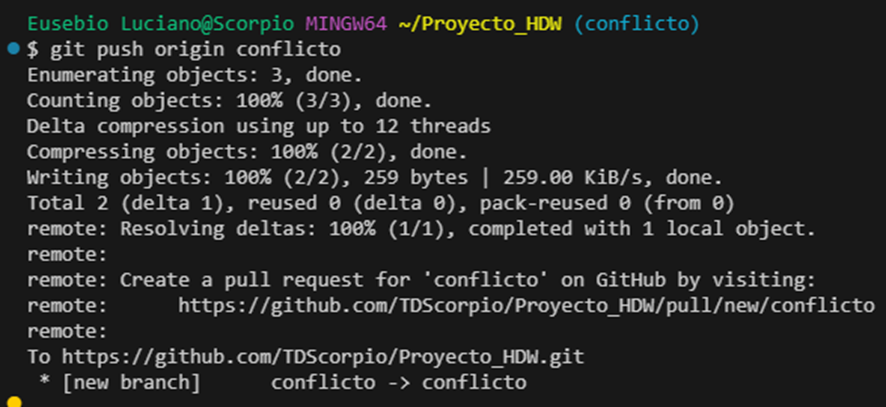 Eusebio Luciano@Scorpio MINGW64 ~/Proyecto_HDW (conflicto)
$ git push origin conflicto
Enumerating objects: 3, done.
Counting objects: 100% (3/3), done.
Delta compression using up to 12 threads
Compressing objects: 100% (2/2), done.
Writing objects: 100% (2/2), 259 bytes | 259.00 KiB/s, done.
Total 2 (delta 1), reused 0 (delta 0), pack-reused 0 (from 0)
remote: Resolving deltas: 100% (1/1), completed with 1 local object.
remote:
remote: Create a pull request for 'conflicto' on GitHub by visiting:
remote:      https://github.com/TDScorpio/Proyecto_HDW/pull/new/conflicto
remote:
To https://github.com/TDScorpio/Proyecto_HDW.git
 * [new branch]      conflicto -> conflicto